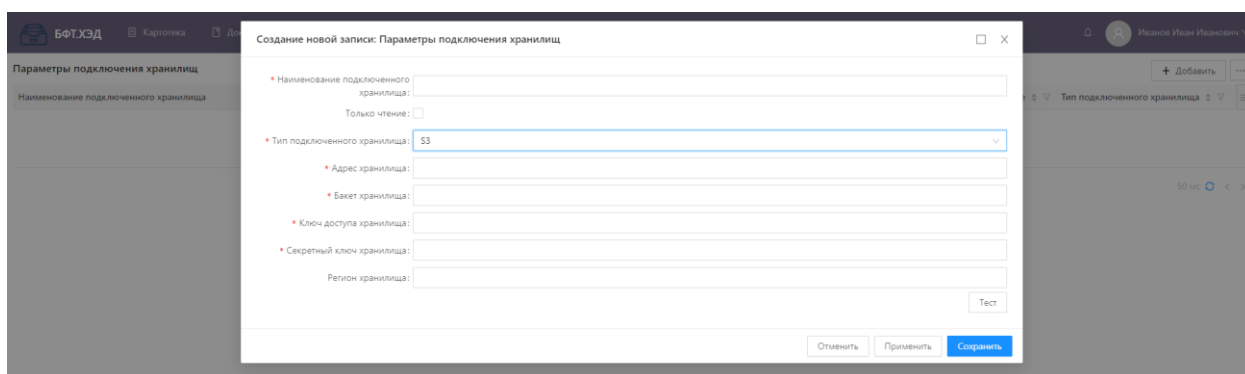 БФТ.ХЭД
Картотека
Создание новой записи: Параметры подключения хранилищ
Иванов Иван Иванович
Параметры подключения хранилищ
+ Добавить
Наименование подключенного хранилища
Тип подключенного хранилища
* Наименование подключенного
хранилища:
Только чтение:
* Тип подключенного хранилища: S3
* Адрес хранилища:
* Бакет хранилища:
* Ключ доступа хранилища:
* Секретный ключ хранилища:
Регион хранилища:
50 мс
Тест
Отменить
Применить
Сохранить